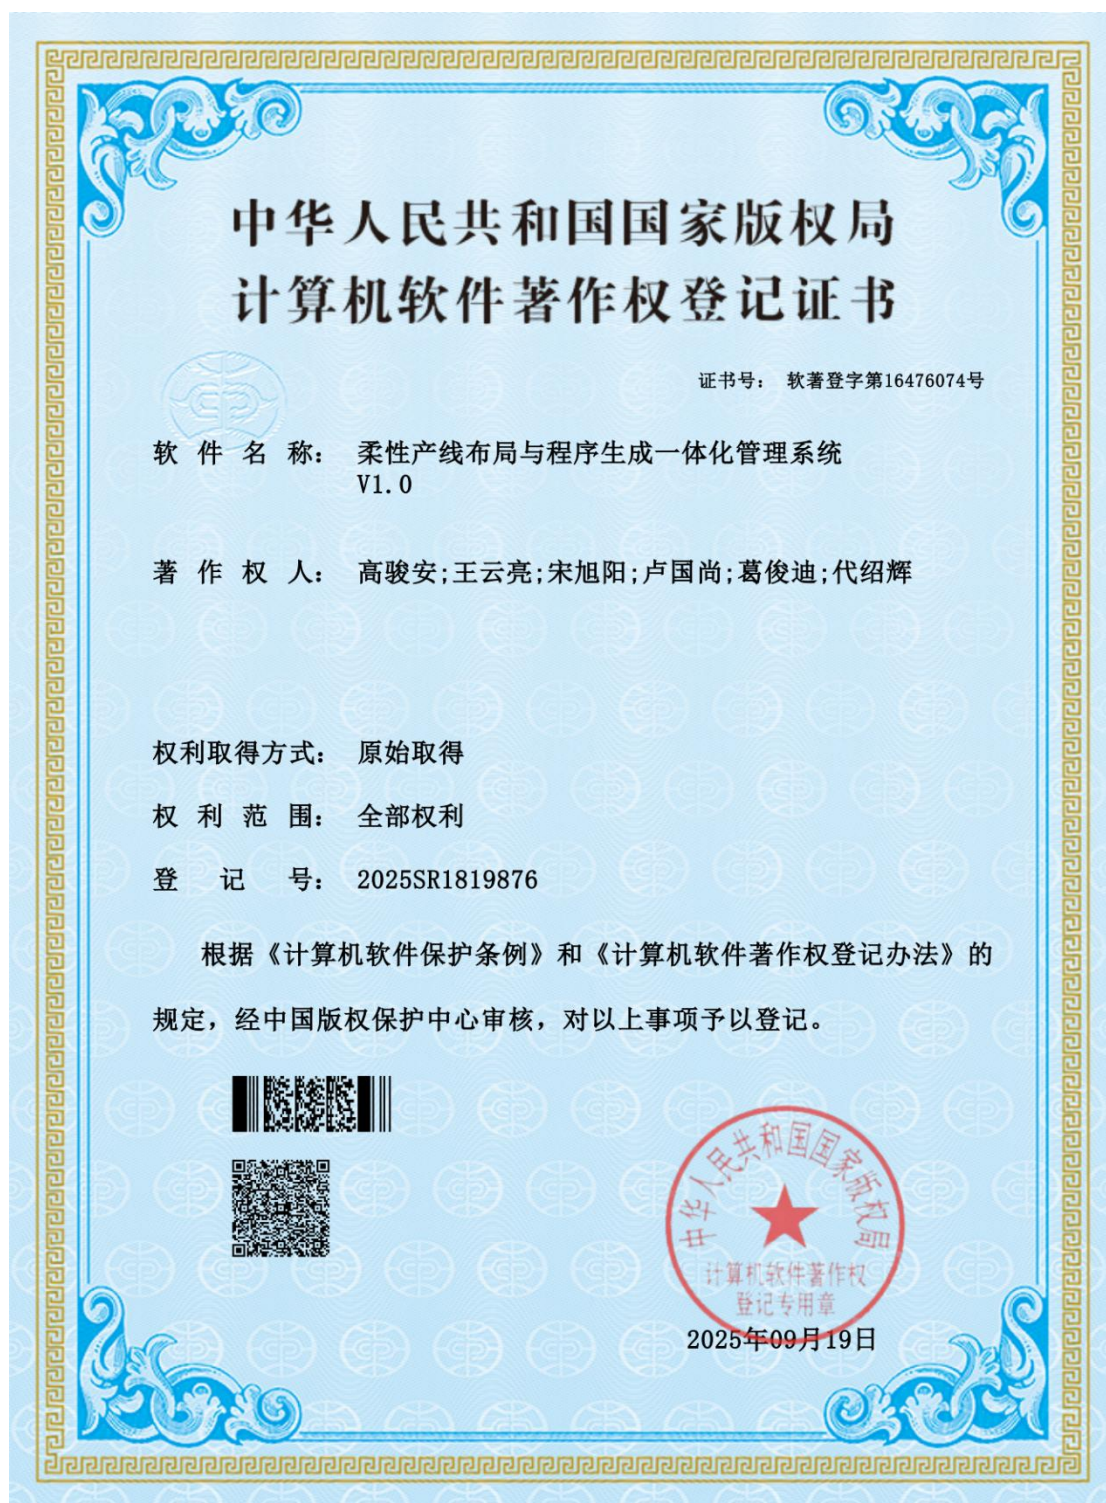 中华人民共和国国家版权局
计算机软件著作权登记证书
证书号： 软著登字第16476074号
软件名称： 柔性产线布局与程序生成一体化管理系统
V1.0
著作权人： 高骏安;王云亮;宋旭阳;卢国尚;葛俊迪;代绍辉
权利取得方式： 原始取得
权利范围： 全部权利
登记号： 2025SR1819876
根据《计算机软件保护条例》和《计算机软件著作权登记办法》的
规定，经中国版权保护中心审核，对以上事项予以登记。
中华人民共和国国家版权局
计算机软件著作权
登记专用章
2025年09月19日